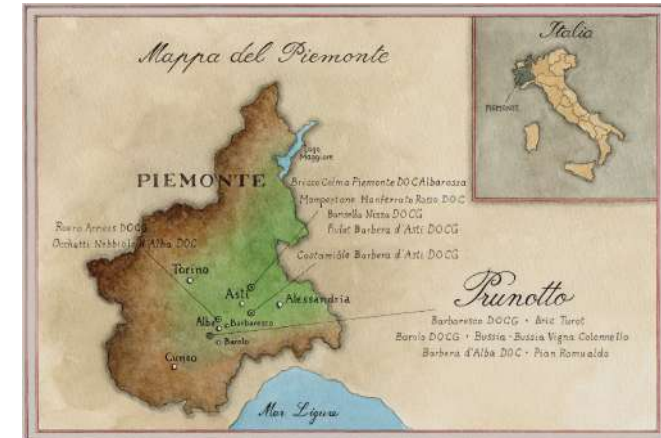 Mappa del Piemonte
Italia
PIEMONTE
Lago
Maggiore
PIEMONTE
Bricco Colma Piemonte DOC Albarossa
Mompertone Monferrato Rosso DOC
Bansella Nizza DOCG
Fiulot Barbera d'Asti DOCG
Costamiòle Barbera d'Asti DOCG
Roero Arneis DOCG
Occhetti Nebbiolo d'Alba DOC
Torino
Asti
Alessandria
Alba
Barbaresco
Barolo
Cuneo
Prunotto
Barbaresco DOCG • Bric Turot
Barolo DOCG • Bussia - Bussia Vigna Colonnello
Barbera d'Alba DOC • Pian Romualdo
Mar Ligure